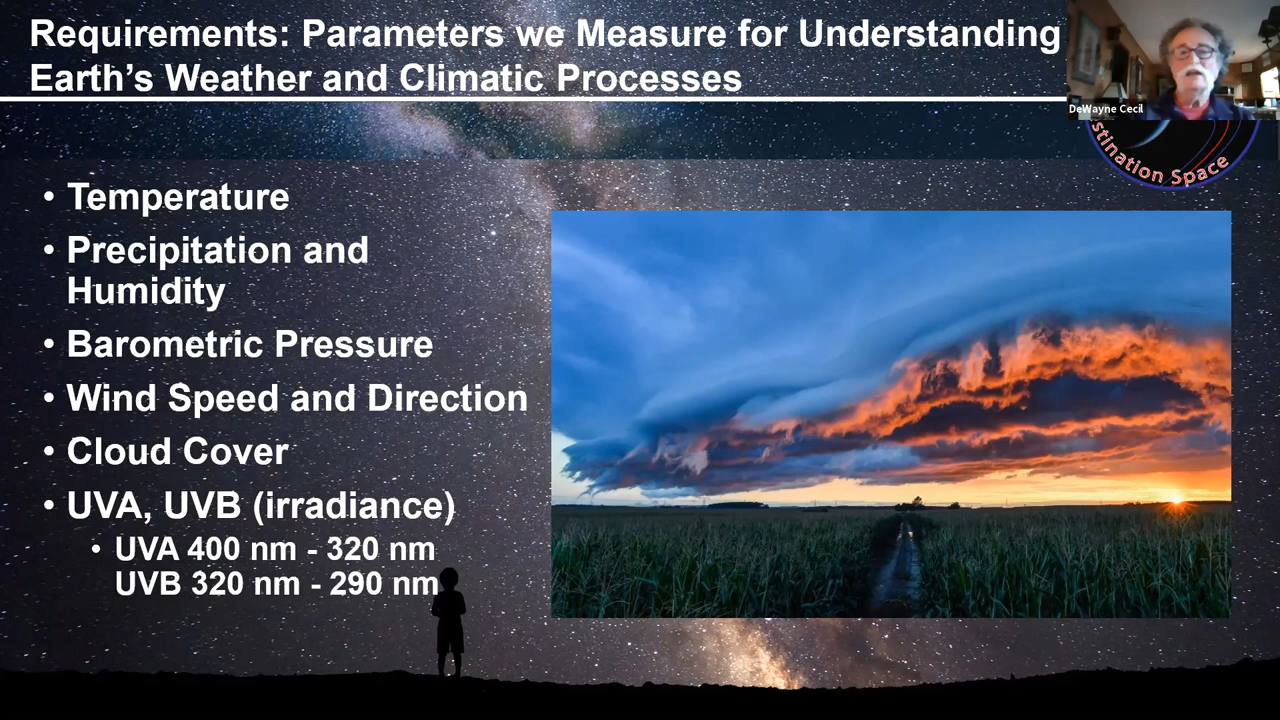 Requirements: Parameters we Measure for Understanding
Earth’s Weather and Climatic Processes
DeWayne Cecil
stination Space
• Temperature
• Precipitation and
Humidity
• Barometric Pressure
• Wind Speed and Direction
• Cloud Cover
• UVA, UVB (irradiance)
• UVA 400 nm - 320 nm
UVB 320 nm - 290 nm